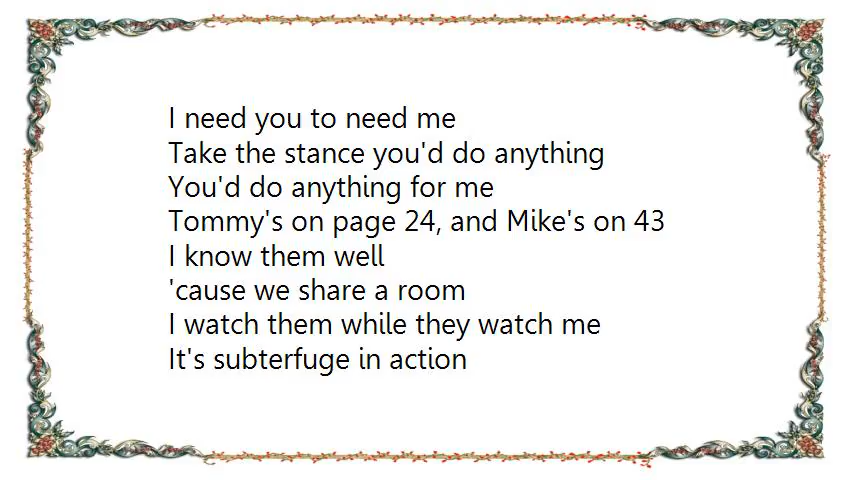 I need you to need me
Take the stance you'd do anything
You'd do anything for me
Tommy's on page 24, and Mike's on 43
I know them well
'cause we share a room
I watch them while they watch me
It's subterfuge in action